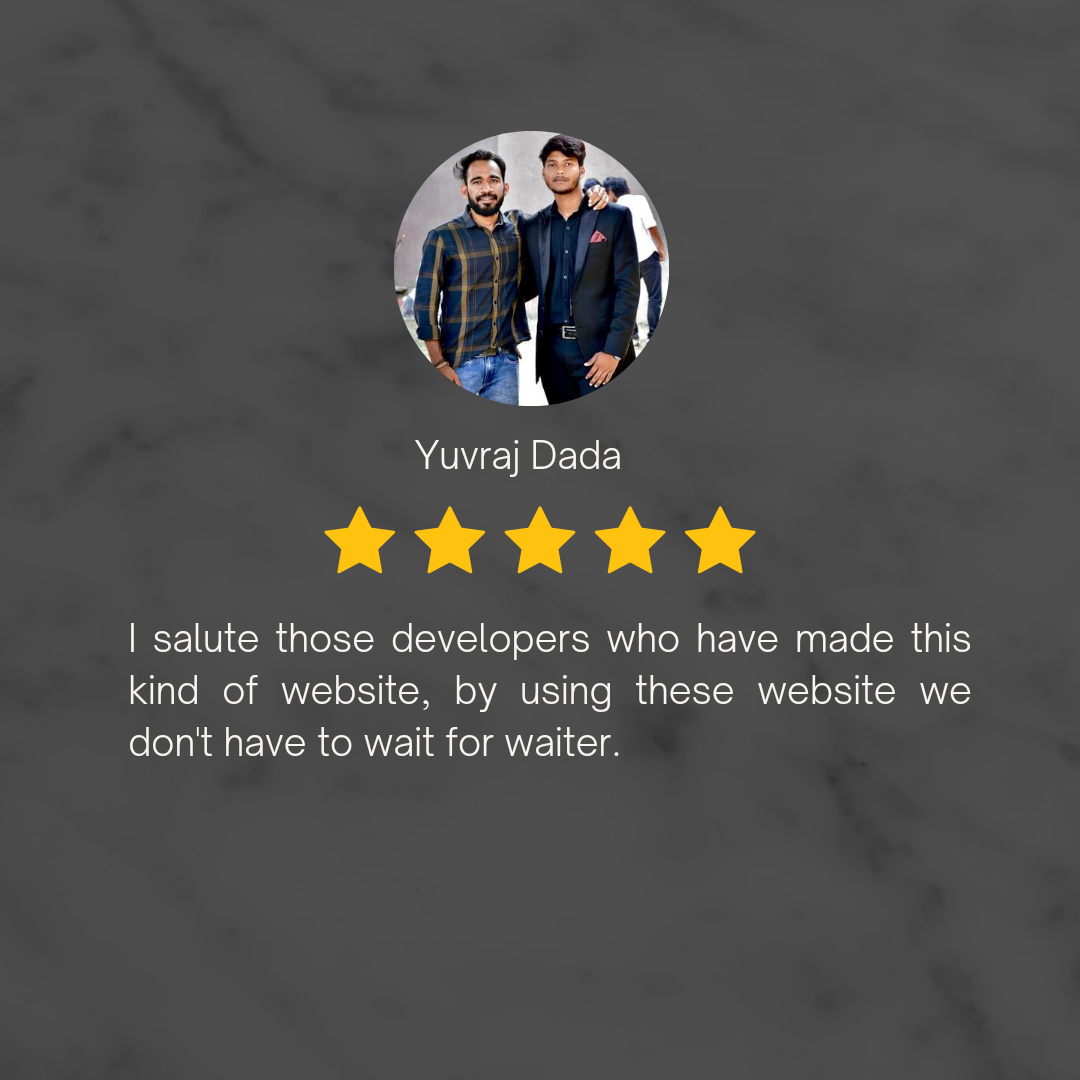 Yuvraj Dada
I salute those developers who have made this
kind of website, by using these website we
don't have to wait for waiter.